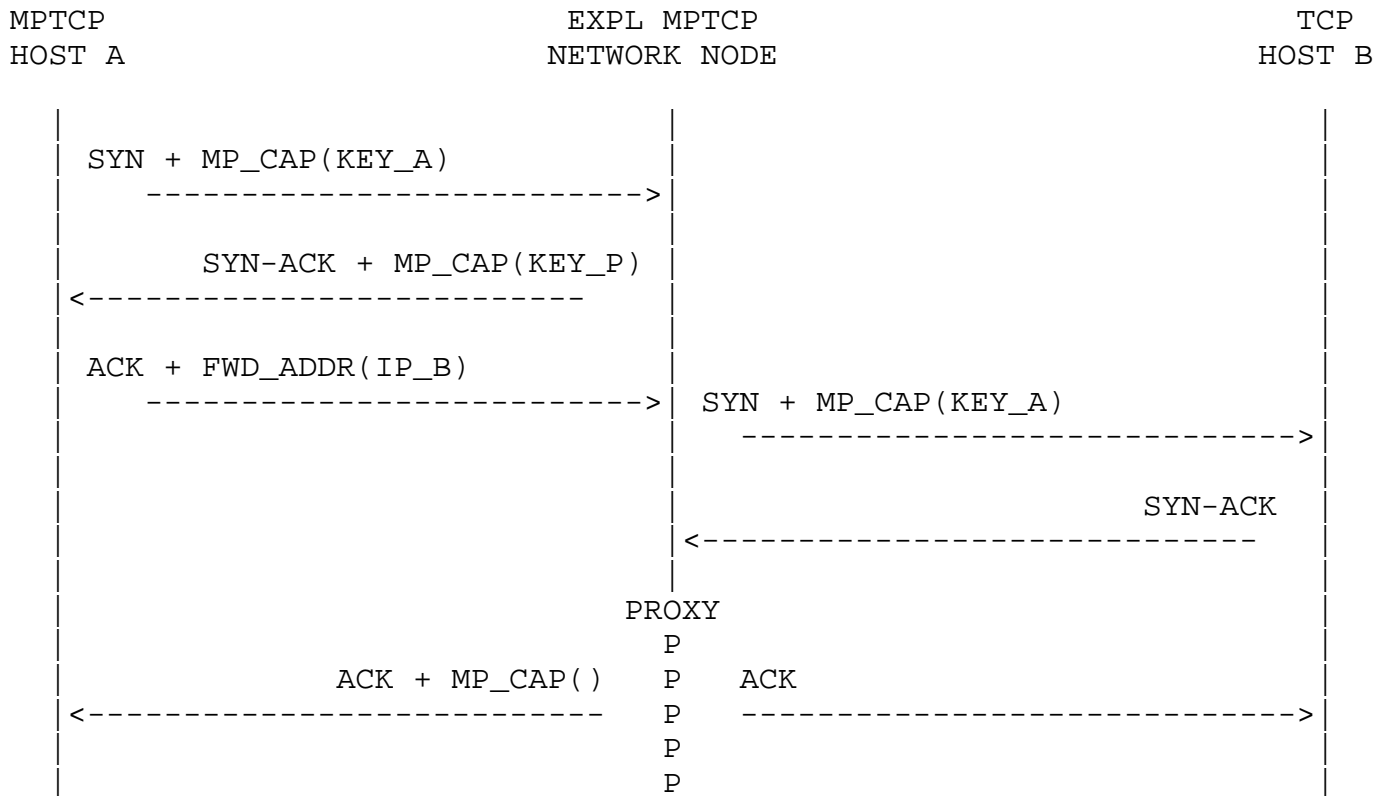 MPTCP EXPL MPTCP TCP
HOST A NETWORK NODE HOST B
SYN + MP_CAP(KEY_A)
SYN-ACK + MP_CAP(KEY_P)
ACK + FWD_ADDR(IP_B)
SYN + MP_CAP(KEY_A)
SYN-ACK
PROXY
P
ACK + MP_CAP() P ACK
P
P
P